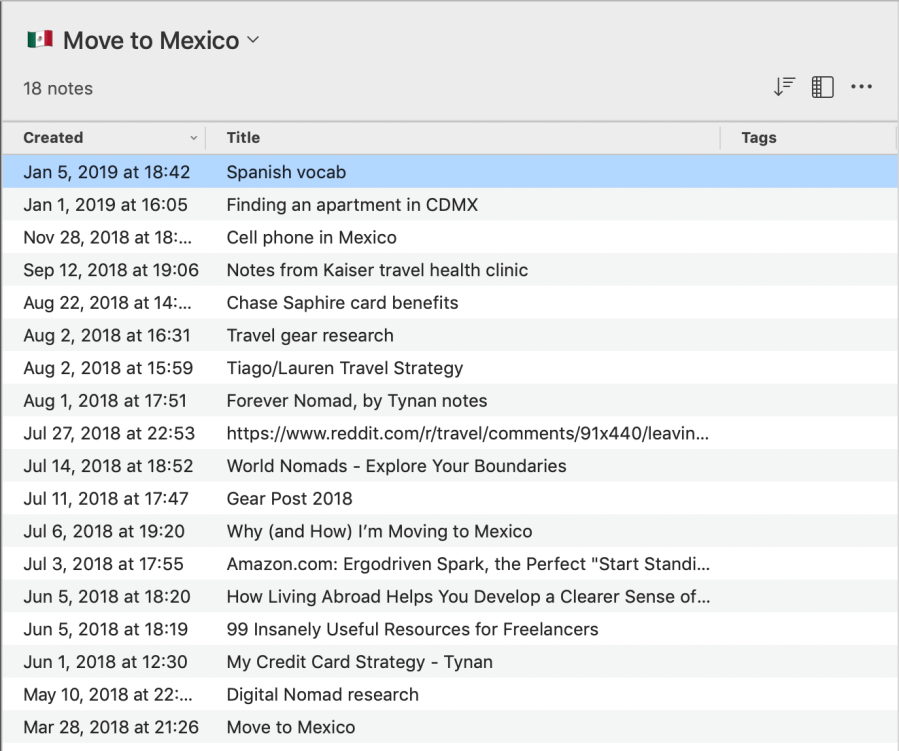 🇲🇽 Move to Mexico
18 notes
Created Title Tags
Jan 5, 2019 at 18:42 Spanish vocab
Jan 1, 2019 at 16:05 Finding an apartment in CDMX
Nov 28, 2018 at 18:... Cell phone in Mexico
Sep 12, 2018 at 19:06 Notes from Kaiser travel health clinic
Aug 22, 2018 at 14:... Chase Saphire card benefits
Aug 2, 2018 at 16:31 Travel gear research
Aug 2, 2018 at 15:59 Tiago/Lauren Travel Strategy
Aug 1, 2018 at 17:51 Forever Nomad, by Tynan notes
Jul 27, 2018 at 22:53 https://www.reddit.com/r/travel/comments/91x440/leavin...
Jul 14, 2018 at 18:52 World Nomads - Explore Your Boundaries
Jul 11, 2018 at 17:47 Gear Post 2018
Jul 6, 2018 at 19:20 Why (and How) I’m Moving to Mexico
Jul 3, 2018 at 17:55 Amazon.com: Ergodriven Spark, the Perfect "Start Standi...
Jun 5, 2018 at 18:20 How Living Abroad Helps You Develop a Clearer Sense of...
Jun 5, 2018 at 18:19 99 Insanely Useful Resources for Freelancers
Jun 1, 2018 at 12:30 My Credit Card Strategy - Tynan
May 10, 2018 at 22:... Digital Nomad research
Mar 28, 2018 at 21:26 Move to Mexico